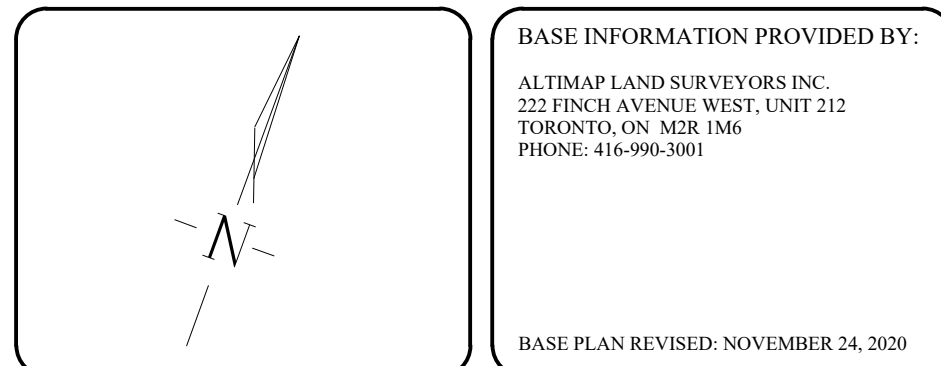 N
BASE INFORMATION PROVIDED BY:
ALTIMAP LAND SURVEYORS INC.
222 FINCH AVENUE WEST, UNIT 212
TORONTO, ON  M2R 1M6
PHONE: 416-990-3001
BASE PLAN REVISED: NOVEMBER 24, 2020